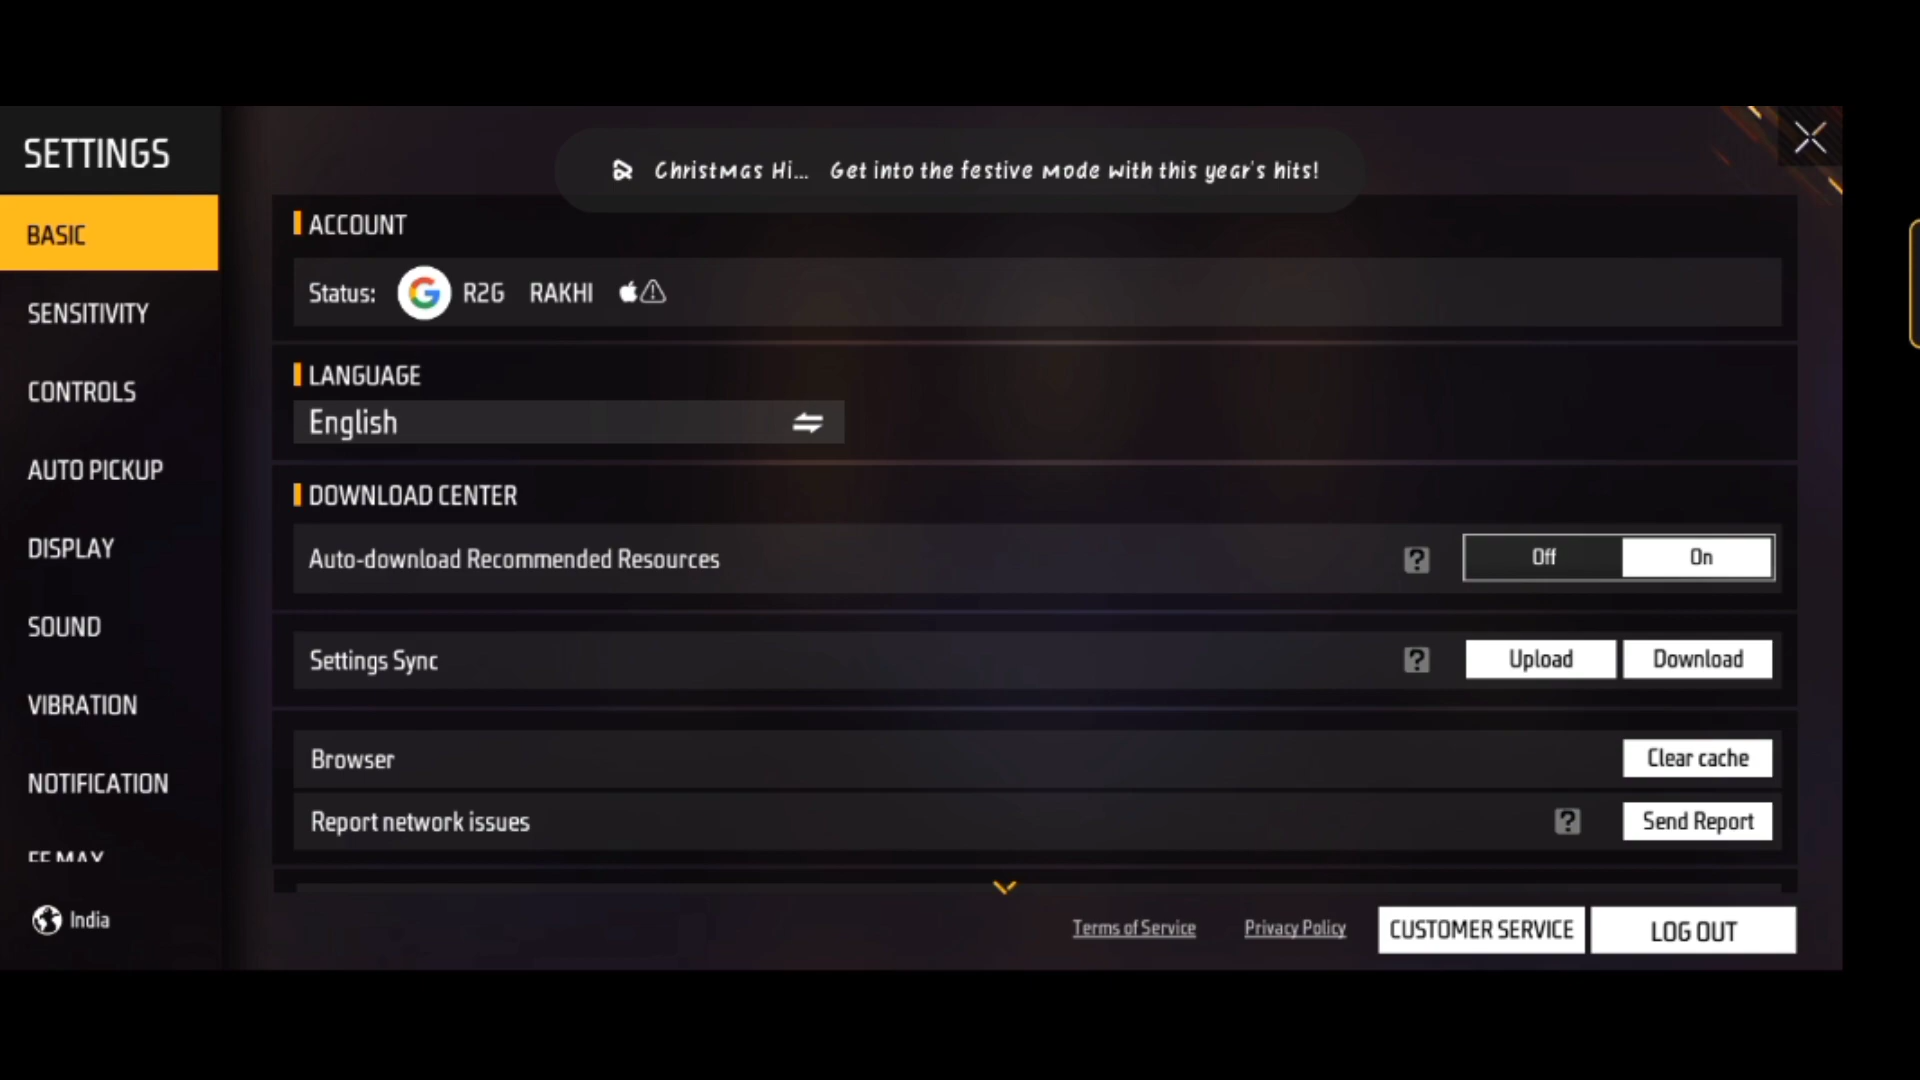 SETTINGS
Christmas Hi... Get into the festive mode with this year's hits!
BASIC
SENSITIVITY
CONTROLS
AUTO PICKUP
DISPLAY
SOUND
VIBRATION
NOTIFICATION
FF MAX
India
ACCOUNT
Status: R2G RAKHI
LANGUAGE
English
DOWNLOAD CENTER
Auto-download Recommended Resources ? Off On
Settings Sync ? Upload Download
Browser Clear cache
Report network issues ? Send Report
Terms of Service Privacy Policy CUSTOMER SERVICE LOG OUT